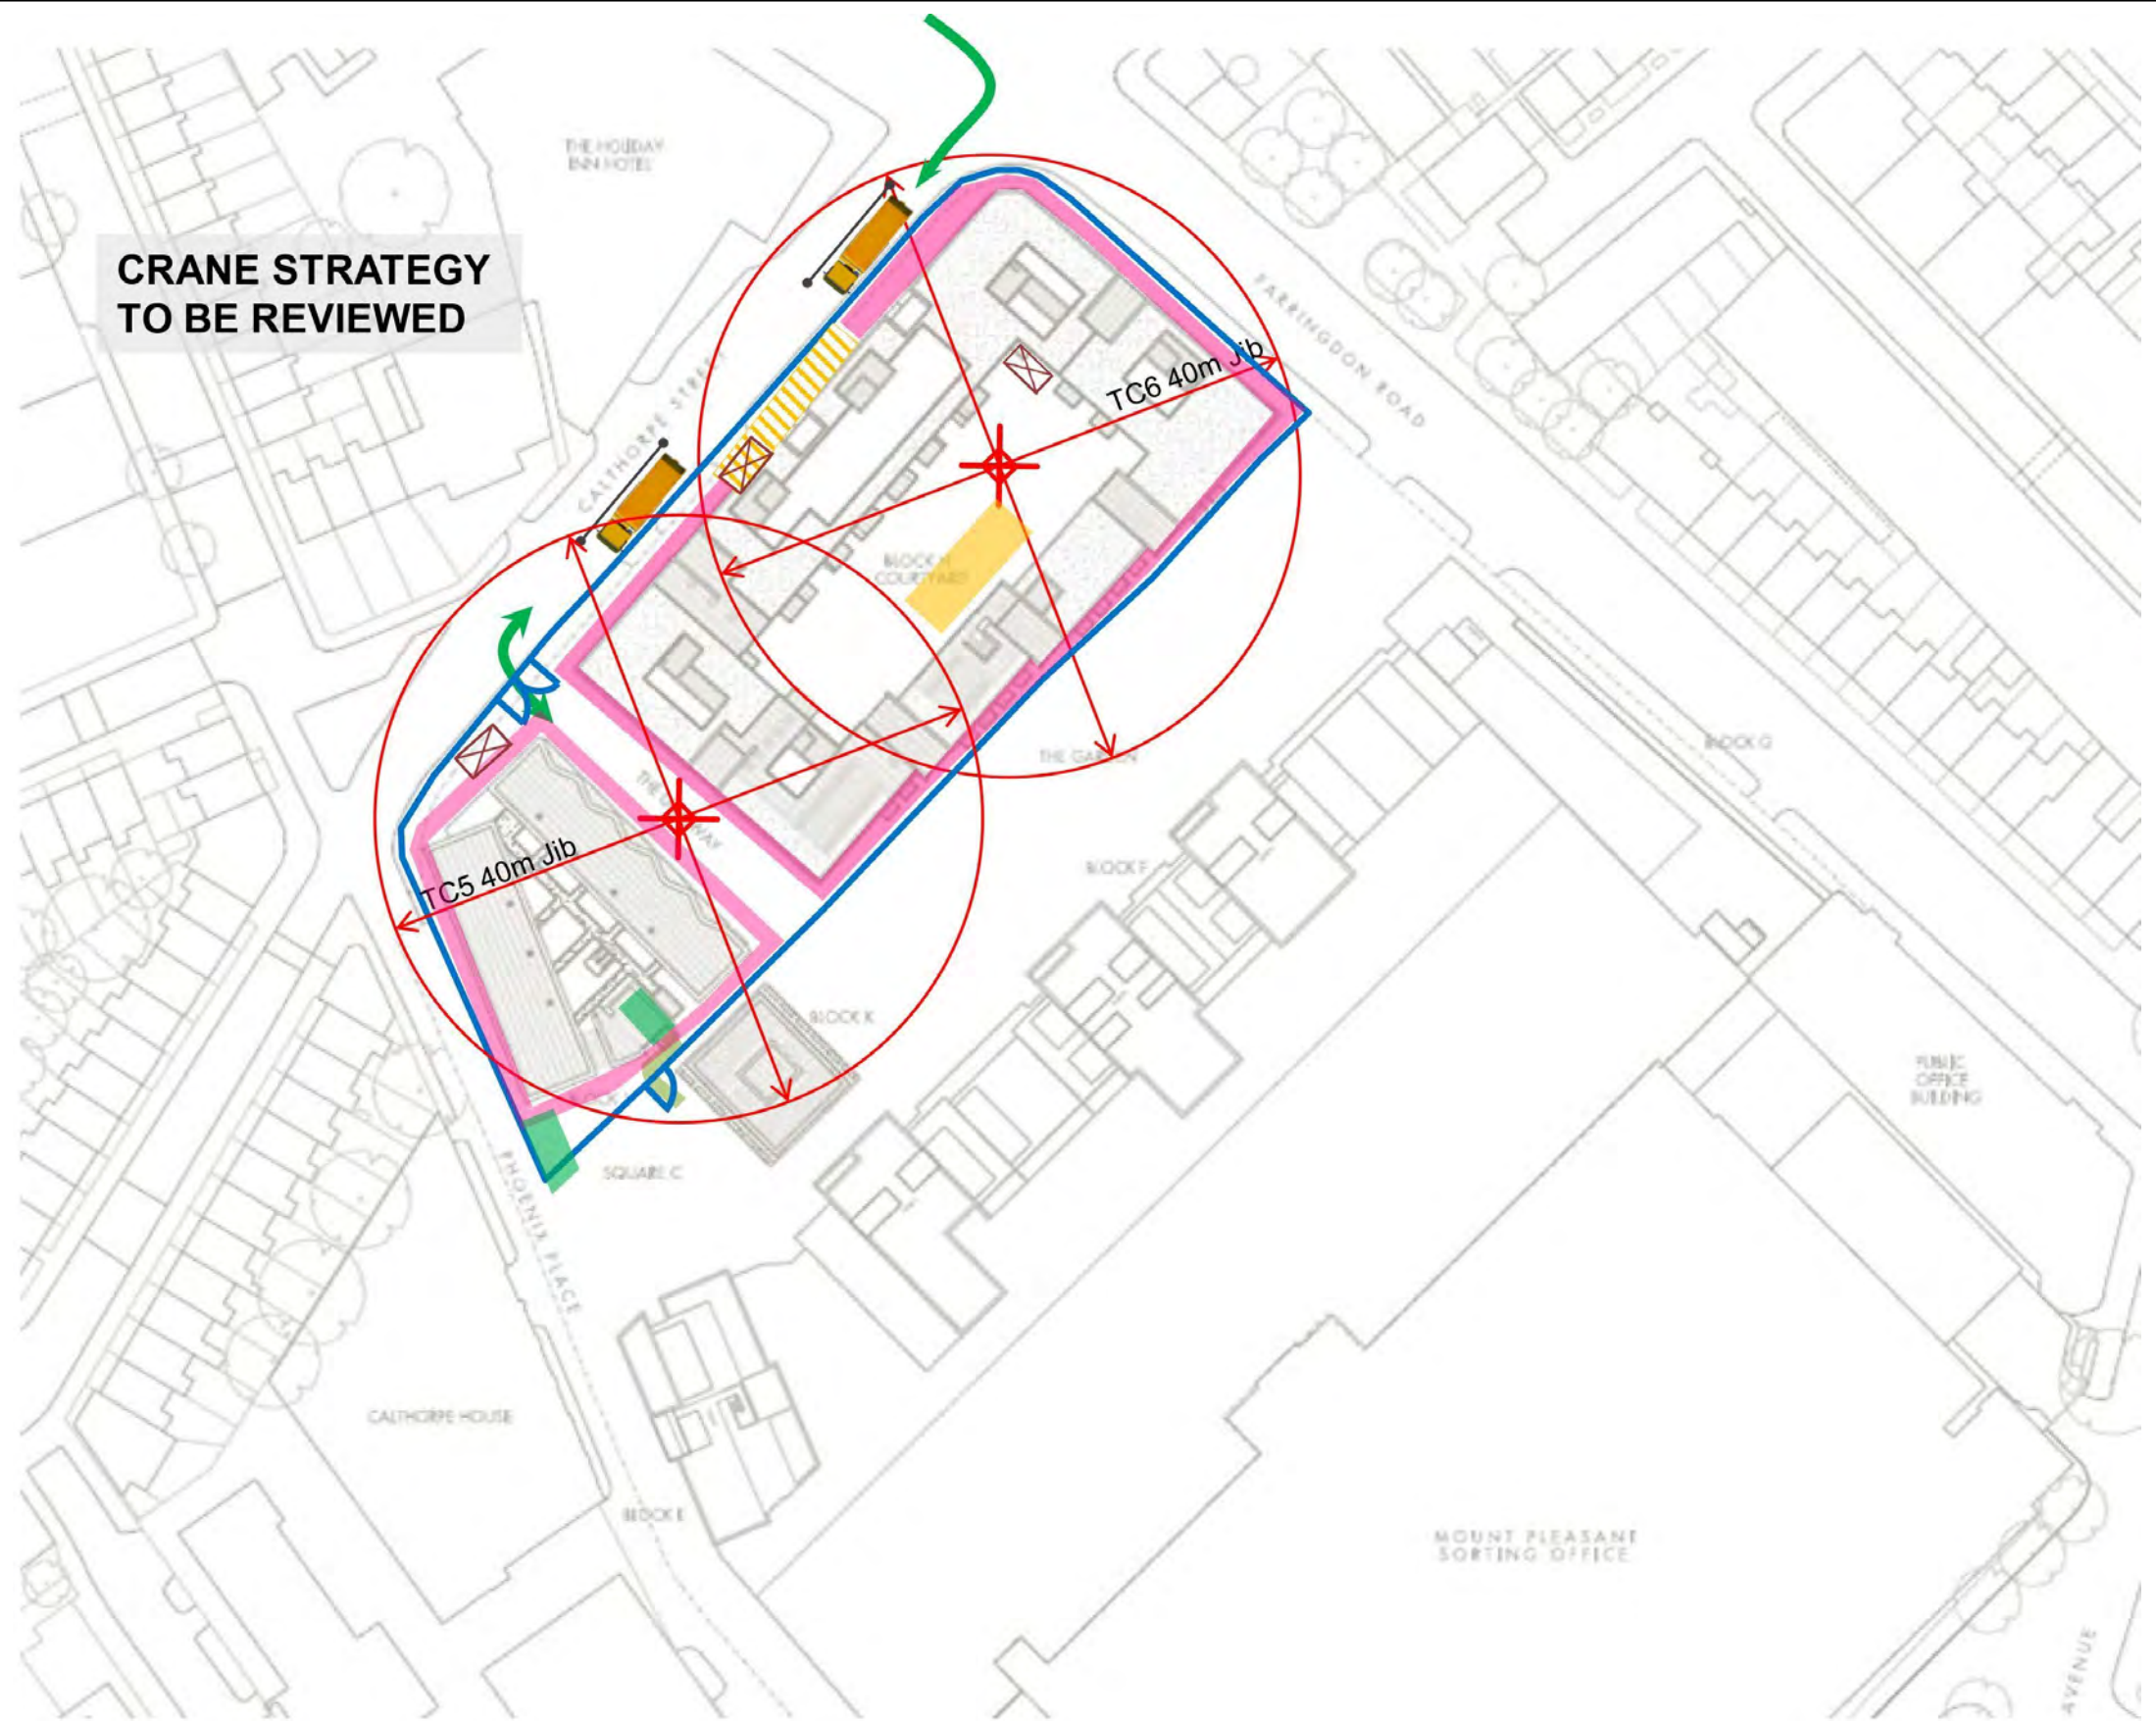 THE HOLIDAY
INN HOTEL
CRANE STRATEGY
TO BE REVIEWED
FARRINGDON ROAD
TC6 40m Jib
CALTHORPE STREET
BLOCK H
COURTYARD
THE GARDEN
BLOCK G
THE
WAY
TC5 40m Jib
BLOCK F
BLOCK K
PUBLIC
OFFICE
BUILDING
SQUARE C
PHOENIX PLACE
CALTHORPE HOUSE
BLOCK E
MOUNT PLEASANT
SORTING OFFICE
AVENUE